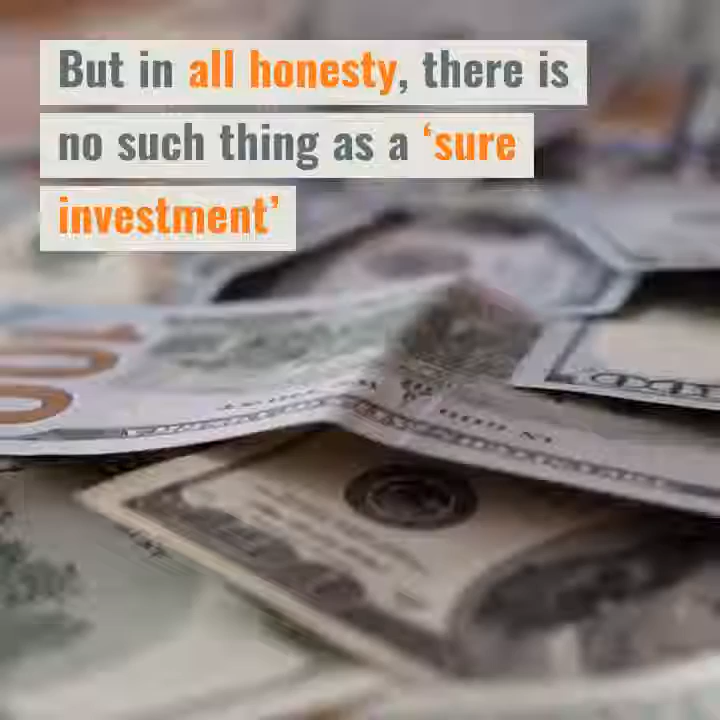 But in all honesty, there is
no such thing as a ‘sure
investment’